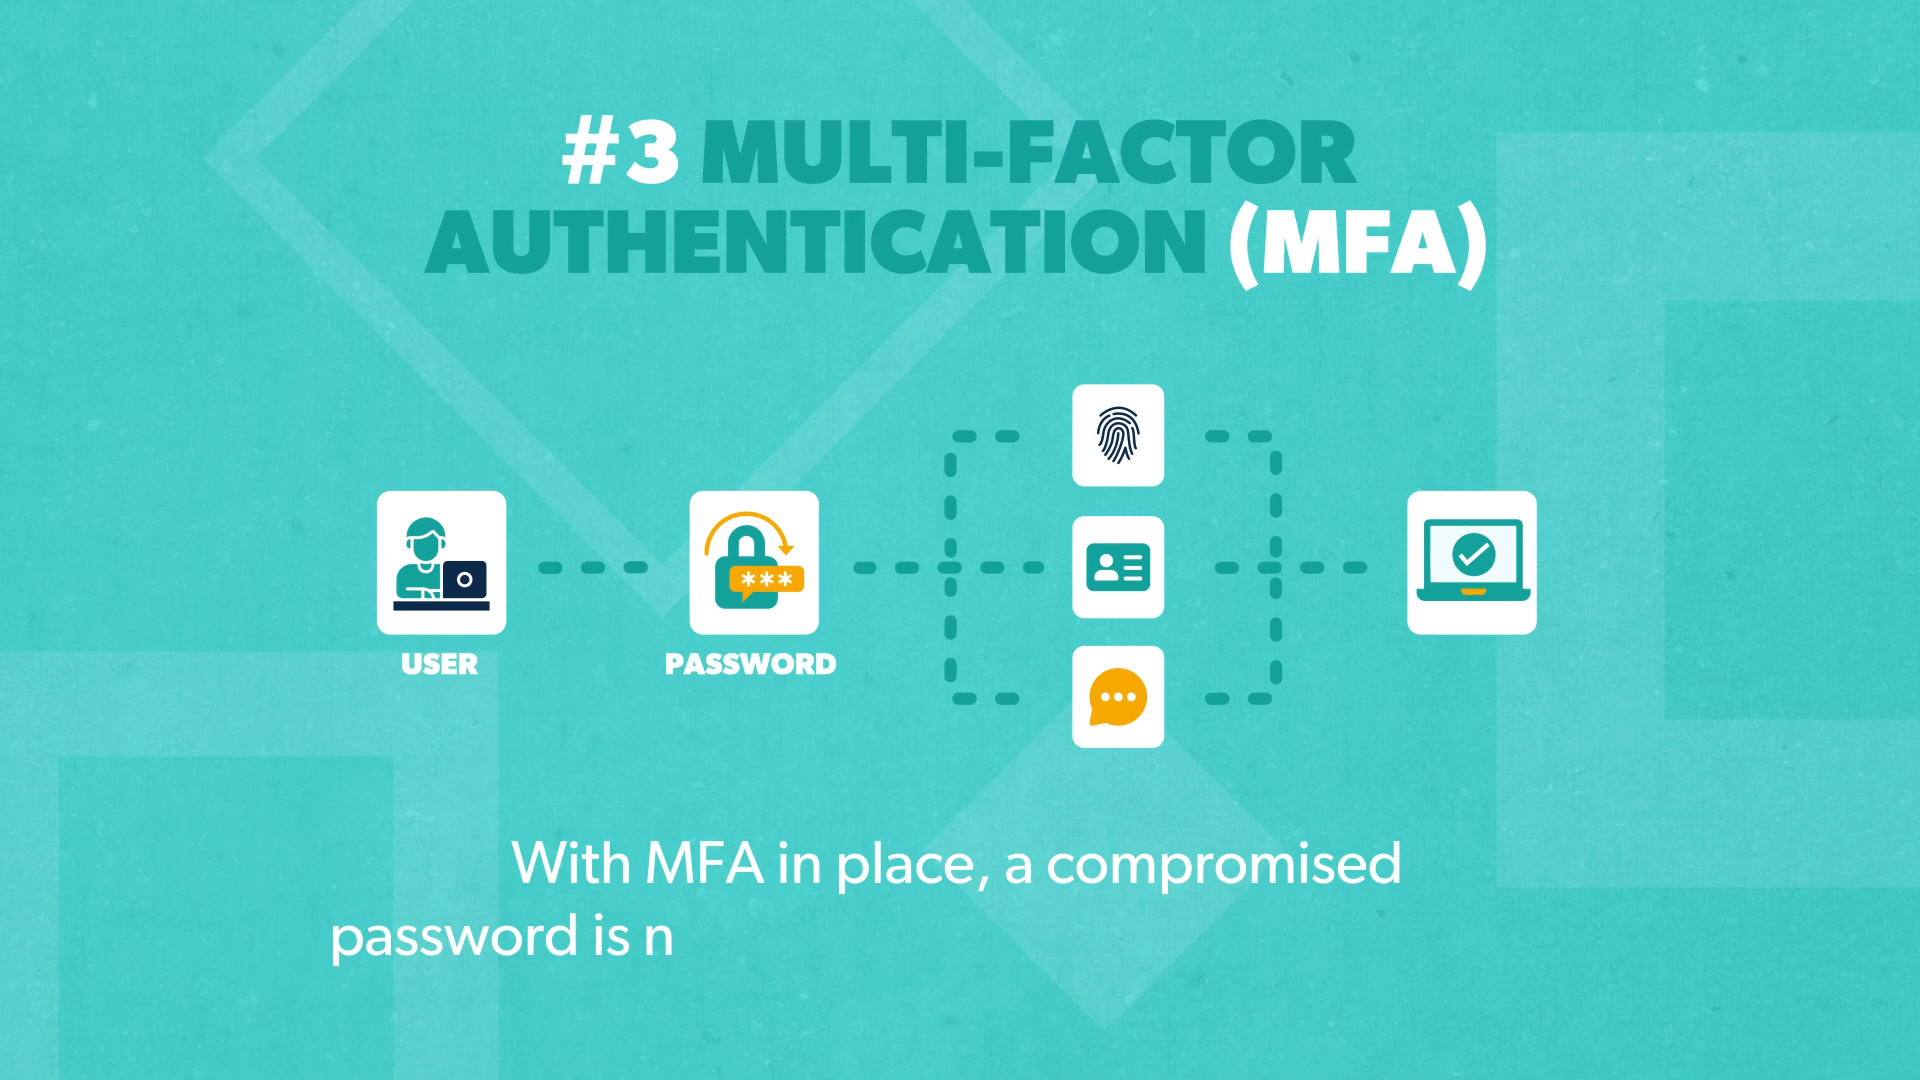 #3 MULTI-FACTOR
AUTHENTICATION (MFA)
***
USER
PASSWORD
With MFA in place, a compromised
password is n